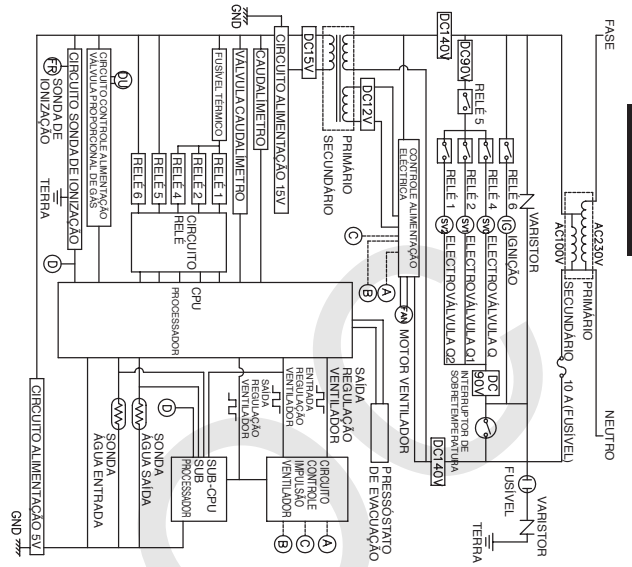 FASE
NEUTRO
AC230V
PRIMÁRIO
AC100V
SECUNDÁRIO
10 A (FUSÍVEL)
VARISTOR
FUSÍVEL
VARISTOR
TERRA
DC140V
DC90V
RELÉ 5
RELÉ 6
IG
IGNIÇÃO
RELÉ 4
ELECTROVÁLVULA Q
RELÉ 2
ELECTROVÁLVULA Q1
RELÉ 1
SV2
ELECTROVÁLVULA Q2
DC
90V
INTERRUPTOR DE
SOBRETEMPERATURA
DC140V
CONTROLE ALIMENTAÇÃO
ELÉCTRICA
FAN
MOTOR VENTILADOR
A
B
C
PRIMÁRIO
SECUNDÁRIO
DC12V
DC15V
GND
CIRCUITO ALIMENTAÇÃO 15V
CAUDALÍMETRO
VÁLVULA CAUDALÍMETRO
FUSÍVEL TÉRMICO
RELÉ 1
RELÉ 2
RELÉ 4
RELÉ 5
RELÉ 6
CIRCUITO
RELÉ
CIRCUITO CONTROLE ALIMENTAÇÃO
VÁLVULA PROPORCIONAL DE GÁS
CIRCUITO SONDA DE IONIZAÇÃO
FR
SONDA DE
IONIZAÇÃO
TERRA
D
CPU
PROCESSADOR
PRESSÓSTATO
DE EVACUAÇÃO
SAÍDA
REGULAÇÃO
VENTILADOR
ENTRADA
REGULAÇÃO
VENTILADOR
SAÍDA
REGULAÇÃO
VENTILADOR
CIRCUITO
CONTROLE
IMPULSÃO
VENTILADOR
A
C
B
SUB-CPU
SUB
PROCESSADOR
D
SONDA
ÁGUA SAÍDA
SONDA
ÁGUA ENTRADA
CIRCUITO ALIMENTAÇÃO 5V
GND